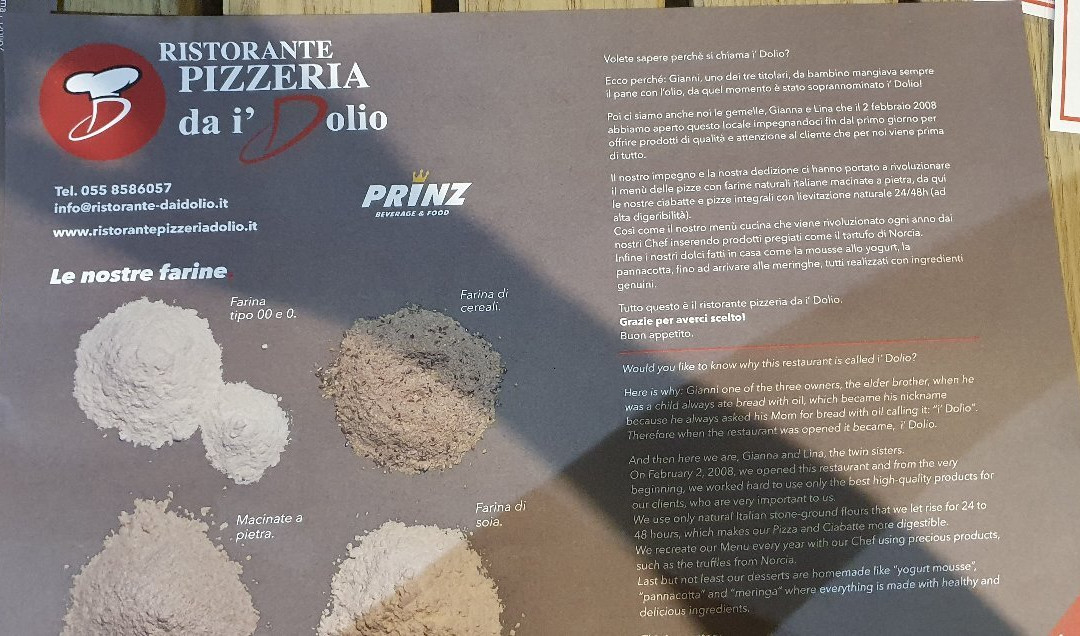 RISTORANTE
PIZZERIA
da i' Dolio
Tel. 055 8586057
info@ristorante-daidolio.it
www.ristorantepizzeriadolio.it
PRINZ
BEVERAGE & FOOD
Le nostre farine.
Farina
tipo 00 e 0.
Farina di
cereali.
Macinate a
pietra.
Farina di
soia.
Volete sapere perchè si chiama i' Dolio?
Ecco perché: Gianni, uno dei tre titolari, da bambino mangiava sempre
il pane con l'olio, da quel momento è stato soprannominato i' Dolio!
Poi ci siamo anche noi le gemelle, Gianna e Lina che il 2 febbraio 2008
abbiamo aperto questo locale impegnandoci fin dal primo giorno per
offrire prodotti di qualità e attenzione al cliente che per noi viene prima
di tutto.
Il nostro impegno e la nostra dedizione ci hanno portato a rivoluzionare
il menù delle pizze con farine naturali italiane macinate a pietra, da qui
le nostre ciabatte e pizze integrali con lievitazione naturale 24/48h (ad
alta digeribilità).
Così come il nostro menù cucina che viene rivoluzionato ogni anno dai
nostri Chef inserendo prodotti pregiati come il tartufo di Norcia.
Infine i nostri dolci fatti in casa come la mousse allo yogurt, la
pannacotta, fino ad arrivare alle meringhe, tutti realizzati con ingredienti
genuini.
Tutto questo è il ristorante pizzeria da i' Dolio.
Grazie per averci scelto!
Buon appetito.
Would you like to know why this restaurant is called i' Dolio?
Here is why: Gianni one of the three owners, the elder brother, when he
was a child always ate bread with oil, which became his nickname
because he always asked his Mom for bread with oil calling it: "i' Dolio".
Therefore when the restaurant was opened it became, i' Dolio.
And then here we are, Gianna and Lina, the twin sisters.
On February 2, 2008, we opened this restaurant and from the very
beginning, we worked hard to use only the best high-quality products for
our clients, who are very important to us.
We use only natural Italian stone-ground flours that we let rise for 24 to
48 hours, which makes our Pizza and Ciabatte more digestible.
We recreate our Menu every year with our Chef using precious products,
such as the truffles from Norcia.
Last but not least our desserts are homemade like "yogurt mousse",
"pannacotta" and "meringa" where everything is made with healthy and
delicious ingredients.